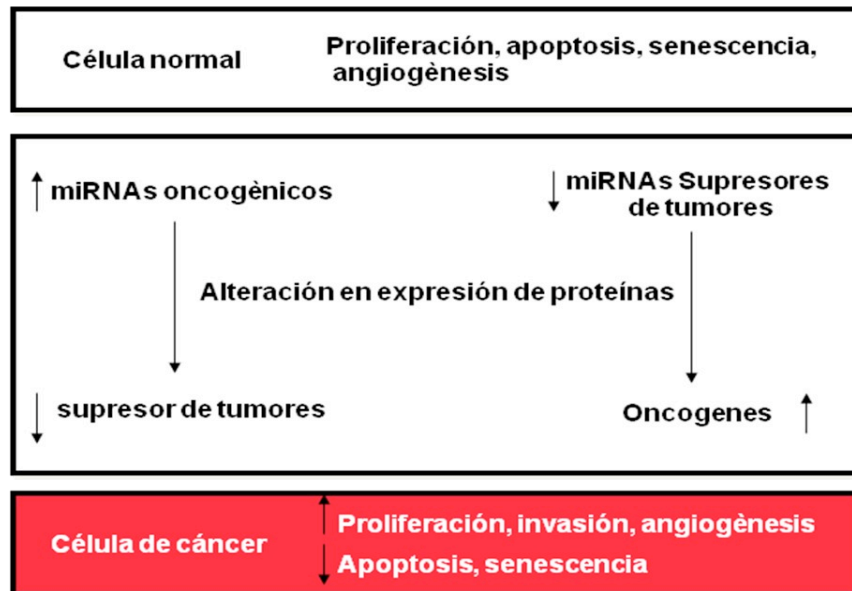 Célula normal
Proliferación, apoptosis, senescencia,
angiogènesis
miRNAs oncogènicos
miRNAs Supresores
de tumores
Alteración en expresión de proteínas
supresor de tumores
Oncogenes
Célula de cáncer
Proliferación, invasión, angiogènesis
Apoptosis, senescencia